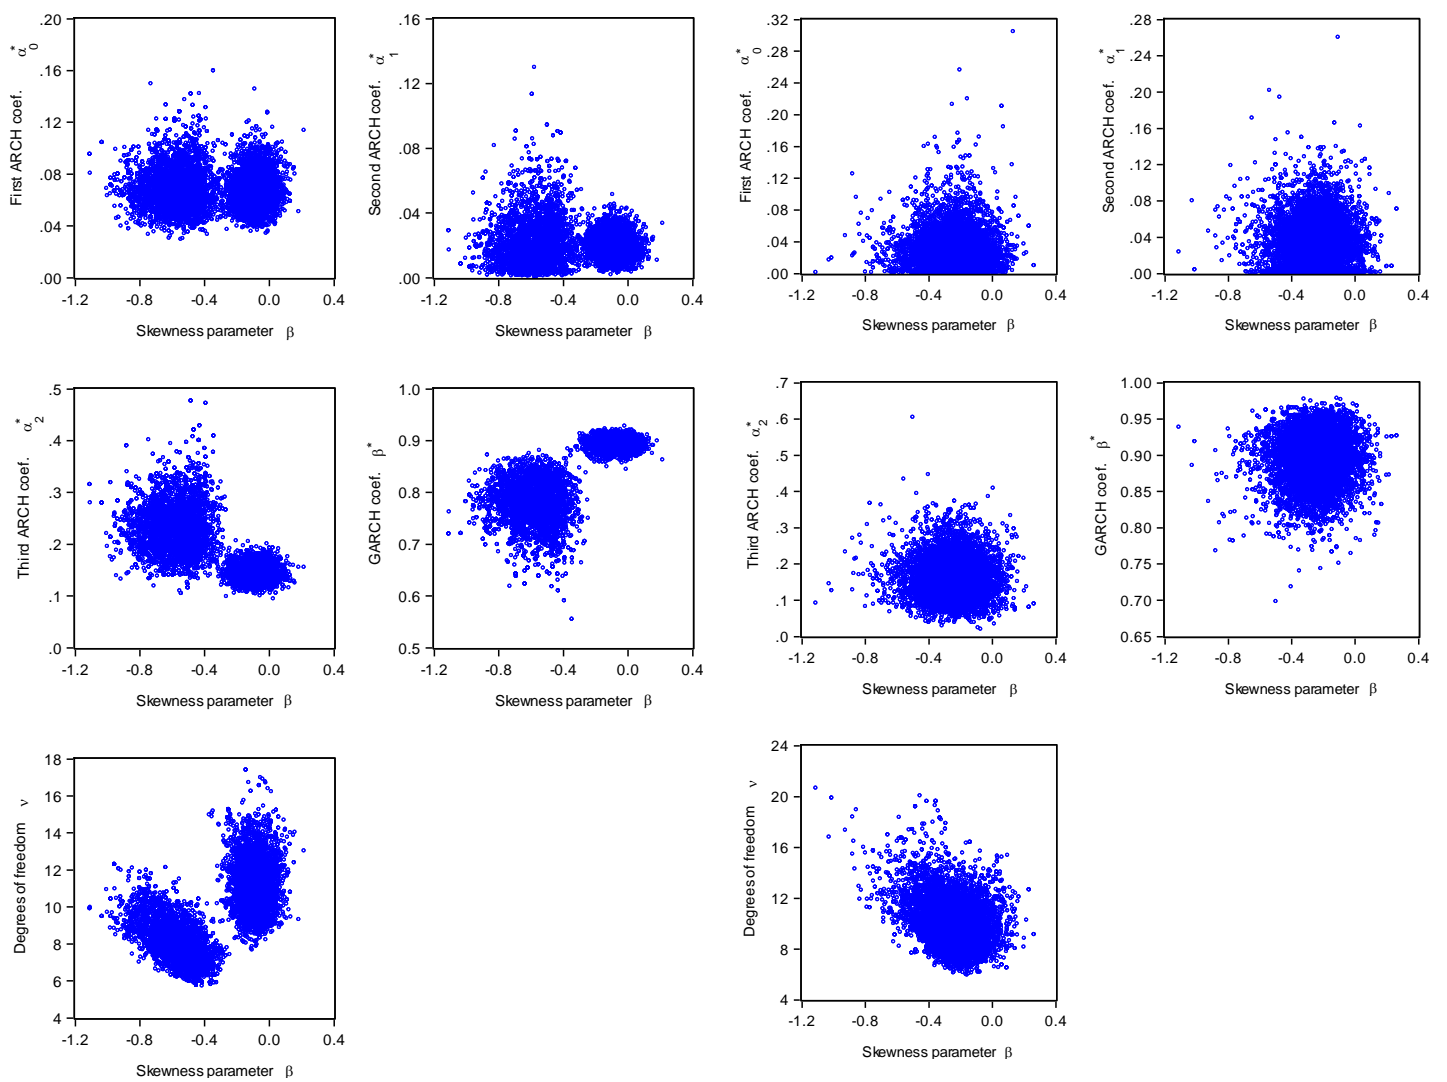 First ARCH coef. α*0
.20
.16
.12
.08
.04
.00
-1.2 -0.8 -0.4 0.0 0.4
Skewness parameter β
Second ARCH coef. α*1
.16
.12
.08
.04
.00
-1.2 -0.8 -0.4 0.0 0.4
Skewness parameter β
First ARCH coef. α*0
.32
.28
.24
.20
.16
.12
.08
.04
.00
-1.2 -0.8 -0.4 0.0 0.4
Skewness parameter β
Second ARCH coef. α*1
.28
.24
.20
.16
.12
.08
.04
.00
-1.2 -0.8 -0.4 0.0 0.4
Skewness parameter β
Third ARCH coef. α*2
.5
.4
.3
.2
.1
.0
-1.2 -0.8 -0.4 0.0 0.4
Skewness parameter β
GARCH coef. β*
1.0
0.9
0.8
0.7
0.6
0.5
-1.2 -0.8 -0.4 0.0 0.4
Skewness parameter β
Third ARCH coef. α*2
.7
.6
.5
.4
.3
.2
.1
.0
-1.2 -0.8 -0.4 0.0 0.4
Skewness parameter β
GARCH coef. β*
1.00
0.95
0.90
0.85
0.80
0.75
0.70
0.65
-1.2 -0.8 -0.4 0.0 0.4
Skewness parameter β
Degrees of freedom ν
18
16
14
12
10
8
6
4
-1.2 -0.8 -0.4 0.0 0.4
Skewness parameter β
Degrees of freedom ν
24
20
16
12
8
4
-1.2 -0.8 -0.4 0.0 0.4
Skewness parameter β